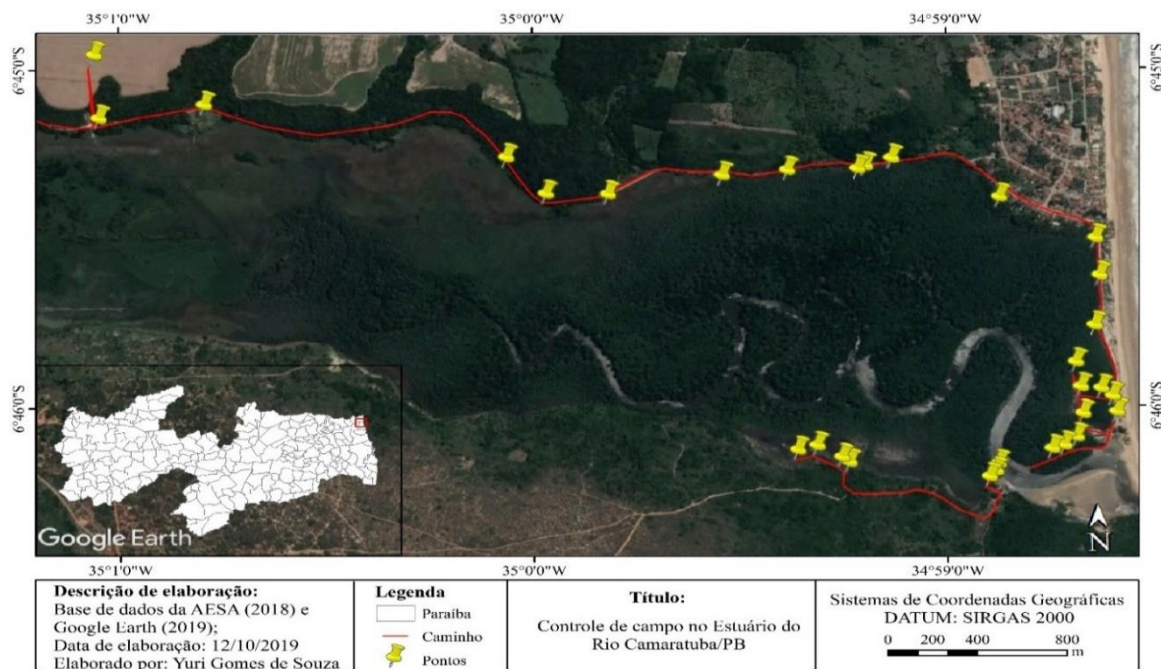 35°1'0"W 35°0'0"W 34°59'0"W
6°45'0"S 6°45'0"S
6°46'0"S 6°46'0"S
Google Earth
N
35°1'0"W 35°0'0"W 34°59'0"W
Descrição de elaboração:
Base de dados da AESA (2018) e
Google Earth (2019);
Data de elaboração: 12/10/2019
Elaborado por: Yuri Gomes de Souza
Legenda
Paraíba
Caminho
Pontos
Título:
Controle de campo no Estuário do
Rio Camaratuba/PB
Sistemas de Coordenadas Geográficas
DATUM: SIRGAS 2000
0 200 400 800
m